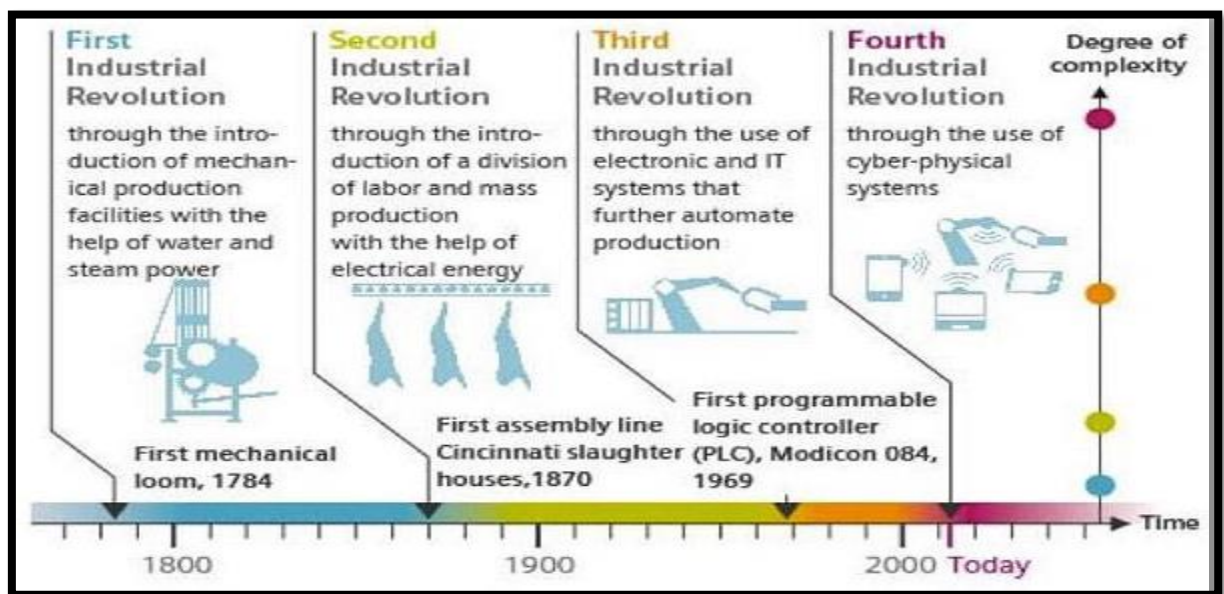 First
Industrial
Revolution
through the intro-
duction of mechan-
ical production
facilities with the
help of water and
steam power
First mechanical
loom, 1784
Second
Industrial
Revolution
through the intro-
duction of a division
of labor and mass
production
with the help of
electrical energy
First assembly line
Cincinnati slaughter
houses,1870
Third
Industrial
Revolution
through the use of
electronic and IT
systems that
further automate
production
First programmable
logic controller
(PLC), Modicon 084,
1969
Fourth
Industrial
Revolution
through the use of
cyber-physical
systems
Degree of
complexity
Time
1800
1900
2000
Today